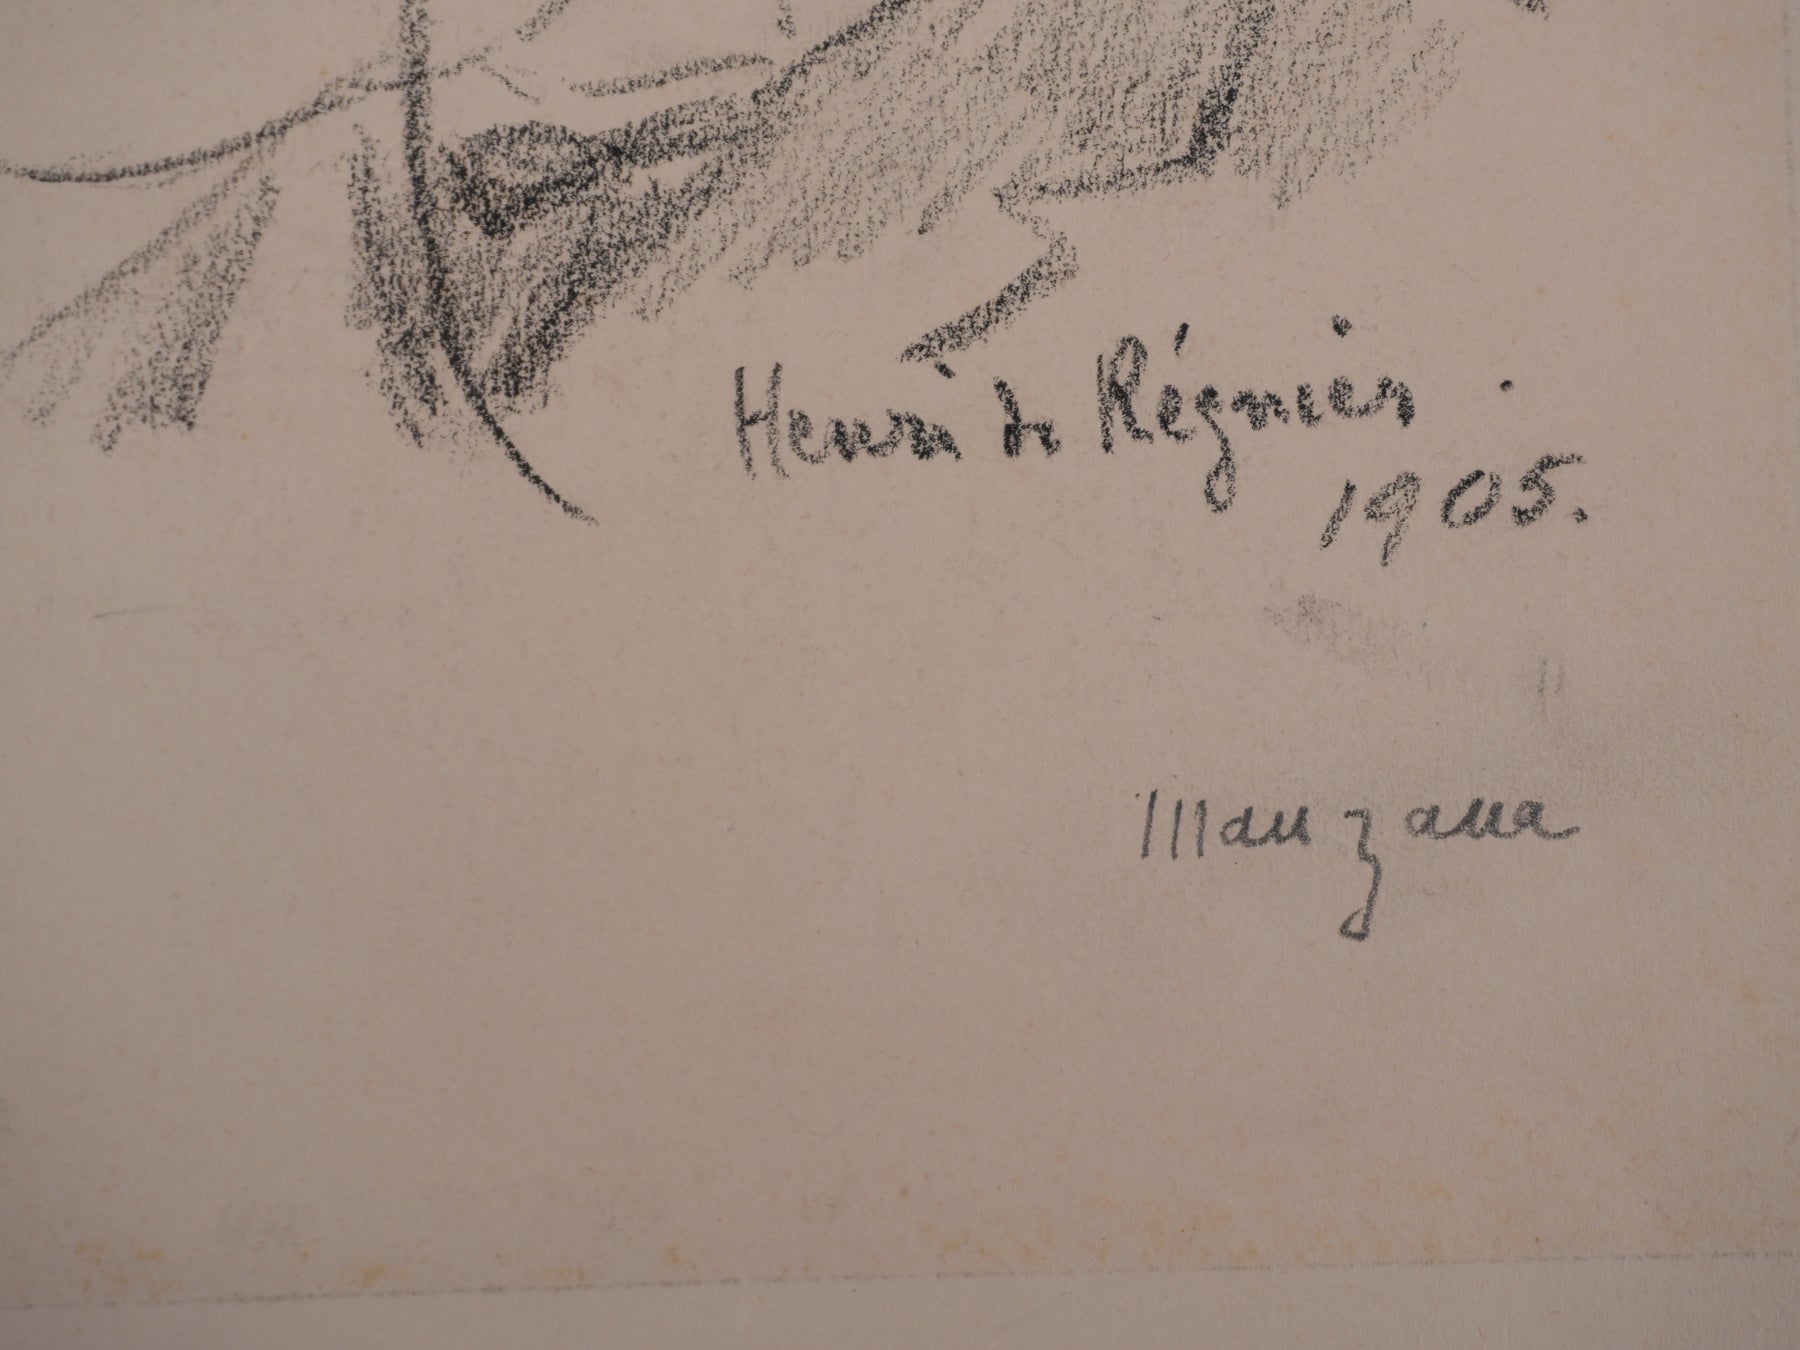 Henri de Régnier.
1905.
Manzana